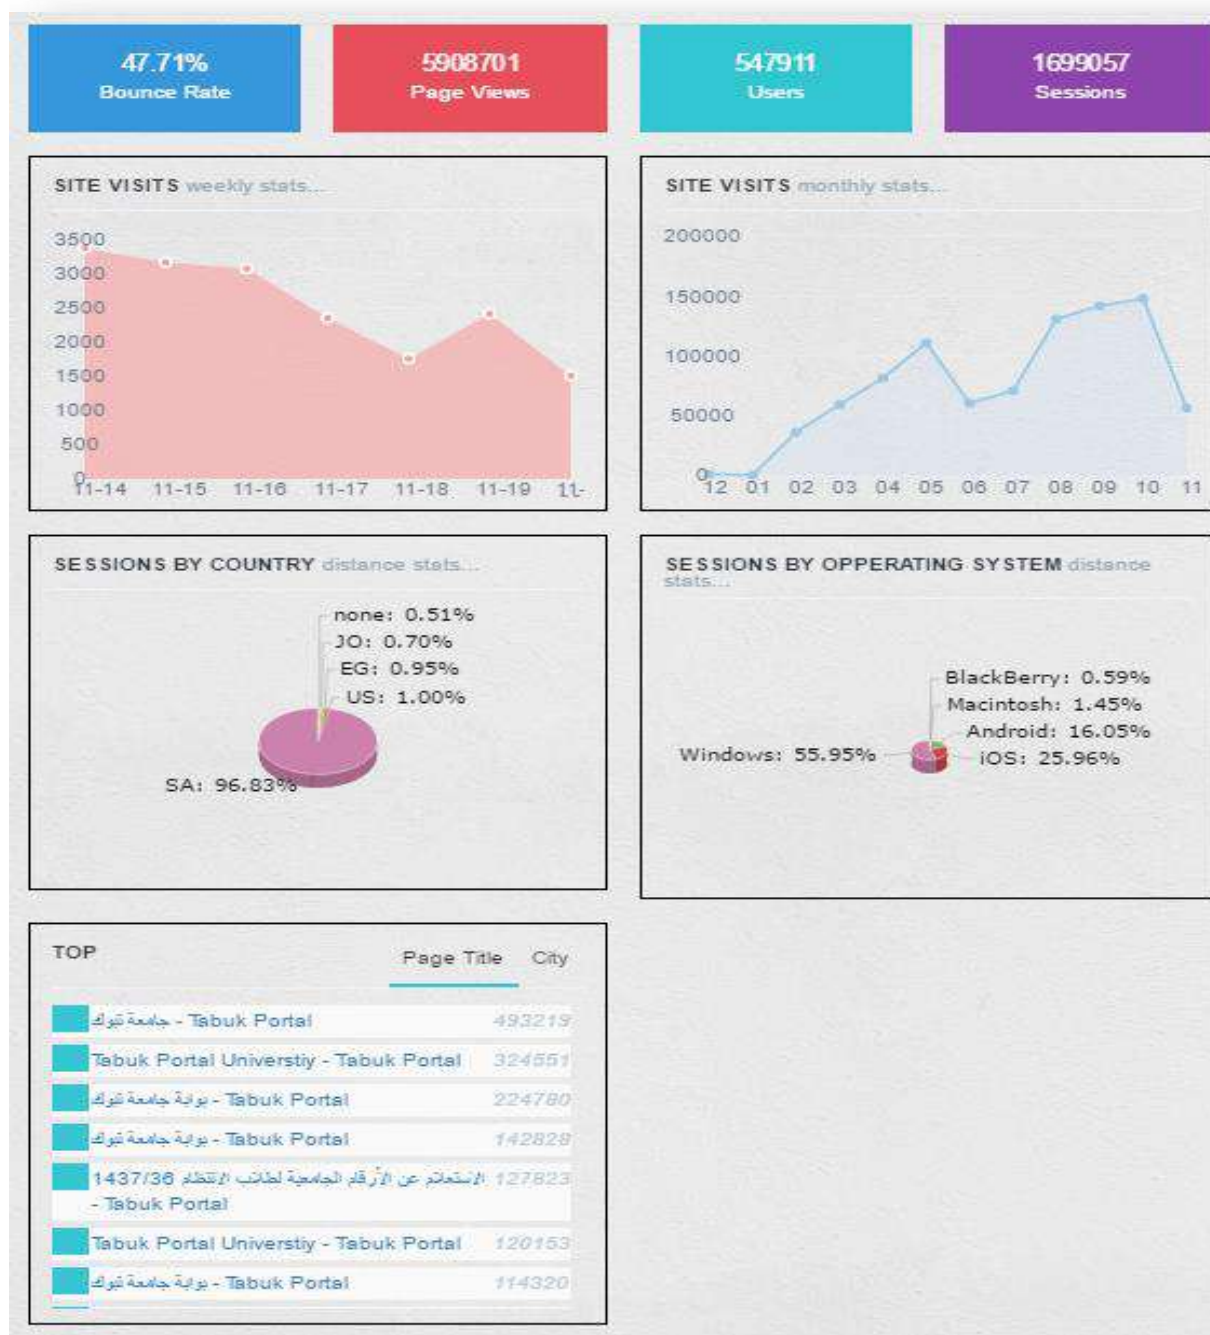 47.71%
Bounce Rate
5908701
Page Views
547911
Users
1699057
Sessions
SITE VISITS weekly stats...
3500
3000
2500
2000
1500
1000
500
0
11-14 11-15 11-16 11-17 11-18 11-19 11-
SITE VISITS monthly stats...
200000
150000
100000
50000
0
12 01 02 03 04 05 06 07 08 09 10 11
SESSIONS BY COUNTRY distance stats...
none: 0.51%
JO: 0.70%
EG: 0.95%
US: 1.00%
SA: 96.83%
SESSIONS BY OPPERATING SYSTEM distance
stats...
BlackBerry: 0.59%
Macintosh: 1.45%
Android: 16.05%
Windows: 55.95%
iOS: 25.96%
TOP
Page Title City
جامعة تبوك - Tabuk Portal 493219
Tabuk Portal Universtiy - Tabuk Portal 324551
بوابة جامعة تبوك - Tabuk Portal 224780
بوابة جامعة تبوك - Tabuk Portal 142828
الاستعلام عن الأرقام الجامعية لطلاب الانتظام 1437/36 127823
- Tabuk Portal
Tabuk Portal Universtiy - Tabuk Portal 120153
بوابة جامعة تبوك - Tabuk Portal 114320